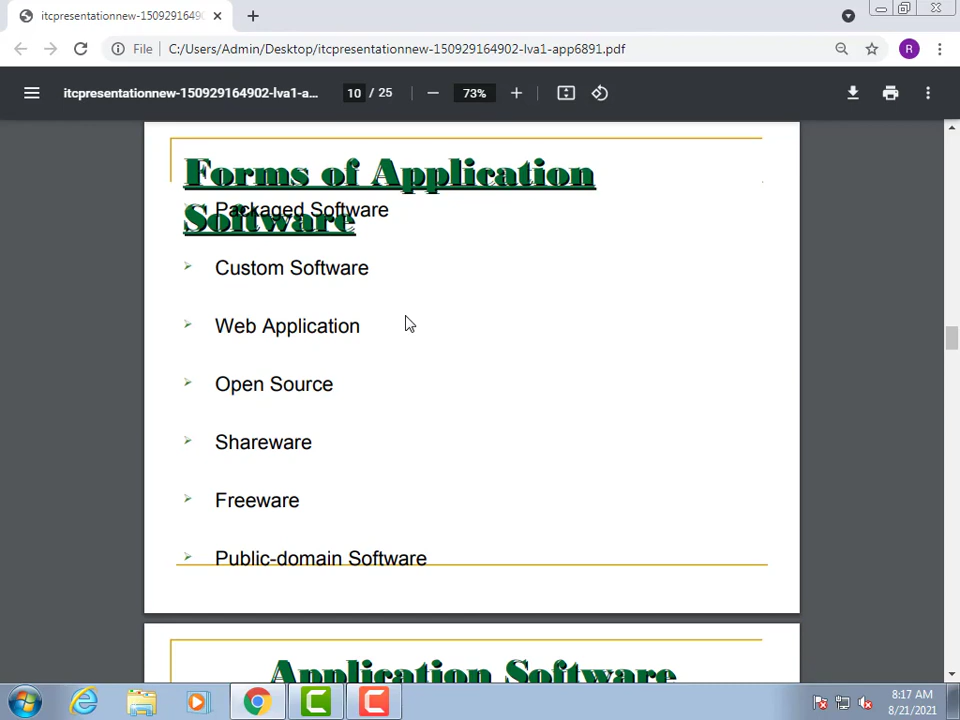 itcpresentationnew-150929164902
File
C:/Users/Admin/Desktop/itcpresentationnew-150929164902-lva1-app6891.pdf
R
itcpresentationnew-150929164902-lva1-a...
10 / 25
73%
Forms of Application
Software
Packaged Software
Custom Software
Web Application
Open Source
Shareware
Freeware
Public-domain Software
Application Software
8:17 AM
8/21/2021